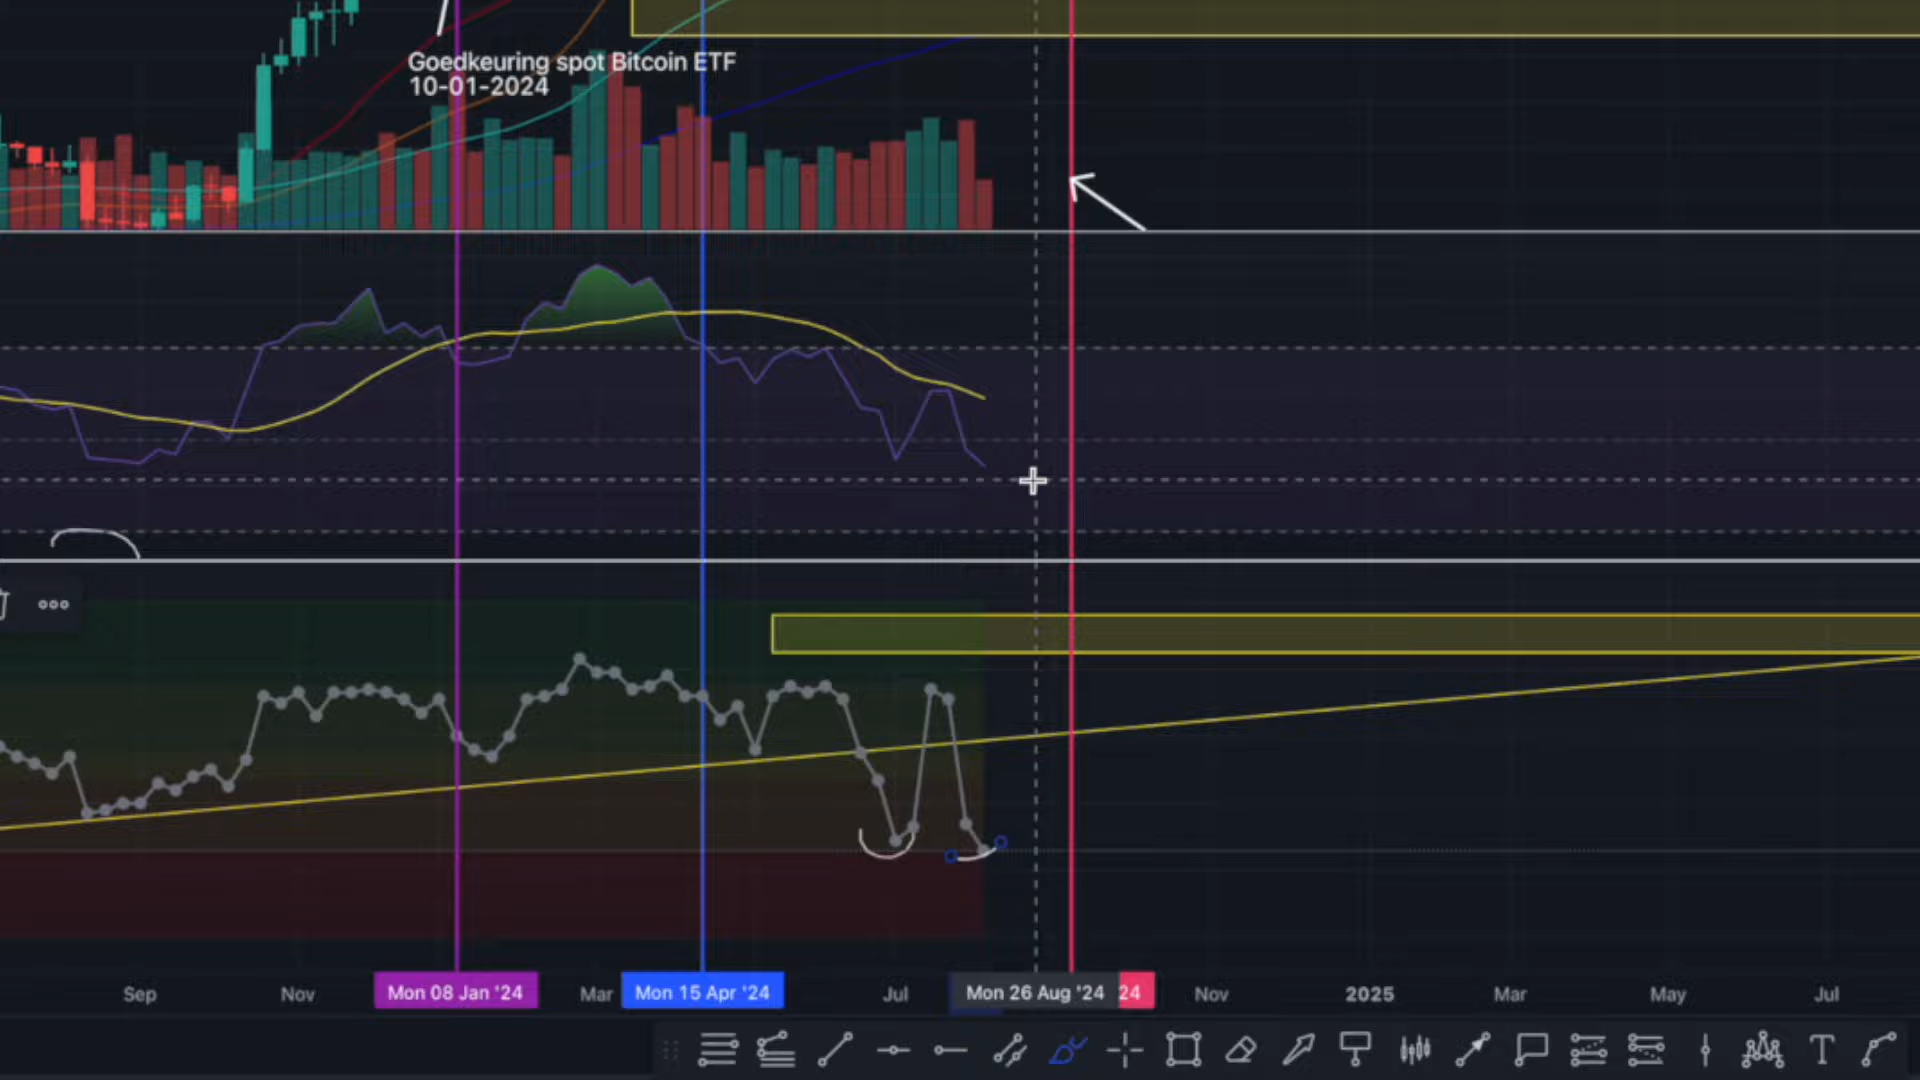 Goedkeuring spot Bitcoin ETF
10-01-2024
Sep Nov Mon 08 Jan '24 Mar Mon 15 Apr '24 Jul Mon 26 Aug '24 24 Nov 2025 Mar May Jul